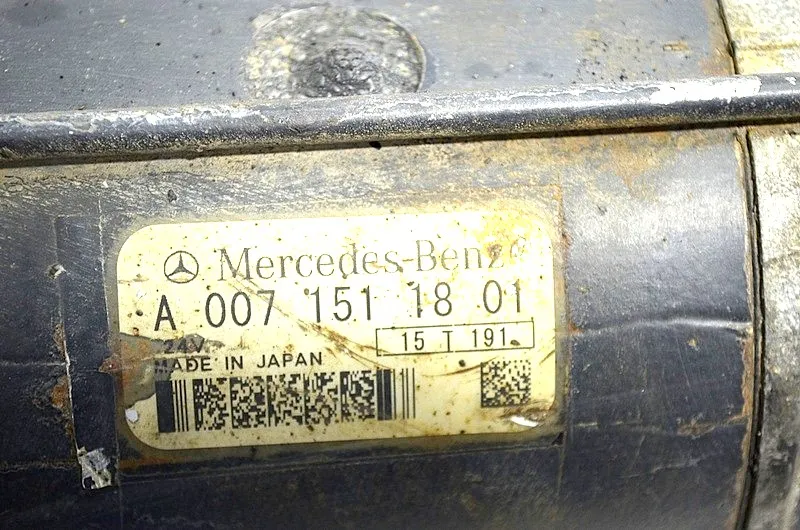 Mercedes-Benz
A 007 151 18 01
24V
15 T 191
MADE IN JAPAN